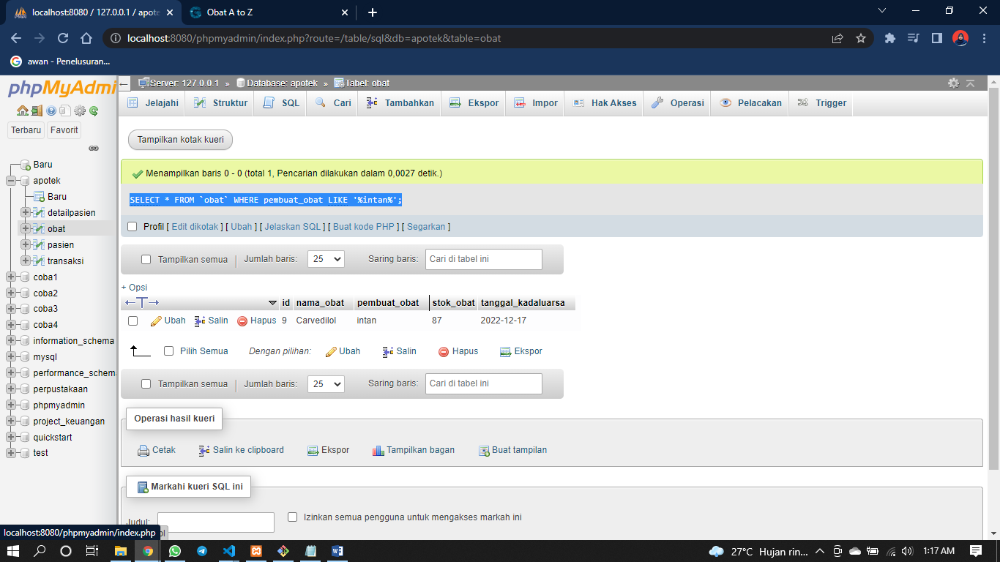 localhost:8080 / 127.0.0.1 / apote
Obat A to Z
localhost:8080/phpmyadmin/index.php?route=/table/sql&db=apotek&table=obat
awan - Penelusuran...
phpMyAdmi
Server: 127.0.0.1 » Database: apotek » Tabel: obat
Jelajahi Struktur SQL Cari Tambahkan Ekspor Impor Hak Akses Operasi Pelacakan Trigger
Terbaru Favorit
Baru
apotek
Baru
detailpasien
obat
pasien
transaksi
coba1
coba2
coba3
coba4
information_schema
mysql
performance_schem
perpustakaan
phpmyadmin
project_keuangan
quickstart
test
Tampilkan kotak kueri
Menampilkan baris 0 - 0 (total 1, Pencarian dilakukan dalam 0,0027 detik.)
SELECT * FROM `obat` WHERE pembuat_obat LIKE '%intan%';
Profil [ Edit dikotak ] [ Ubah ] [ Jelaskan SQL ] [ Buat kode PHP ] [ Segarkan ]
Tampilkan semua | Jumlah baris: 25 Saring baris: Cari di tabel ini
+ Opsi
←T→ id nama_obat pembuat_obat stok_obat tanggal_kadaluarsa
Ubah Salin Hapus 9 Carvedilol intan 87 2022-12-17
Pilih Semua Dengan pilihan: Ubah Salin Hapus Ekspor
Tampilkan semua | Jumlah baris: 25 Saring baris: Cari di tabel ini
Operasi hasil kueri
Cetak Salin ke clipboard Ekspor Tampilkan bagan Buat tampilan
Markahi kueri SQL ini
Judul: Izinkan semua pengguna untuk mengakses markah ini
localhost:8080/phpmyadmin/index.php
27°C Hujan rin... 1:17 AM